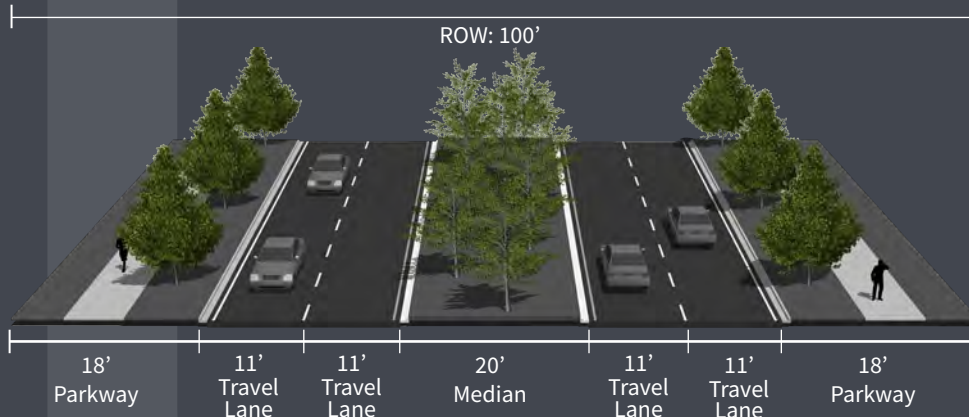 ROW: 100’
18’
Parkway
11’
Travel
Lane
11’
Travel
Lane
20’
Median
11’
Travel
Lane
11’
Travel
Lane
18’
Parkway